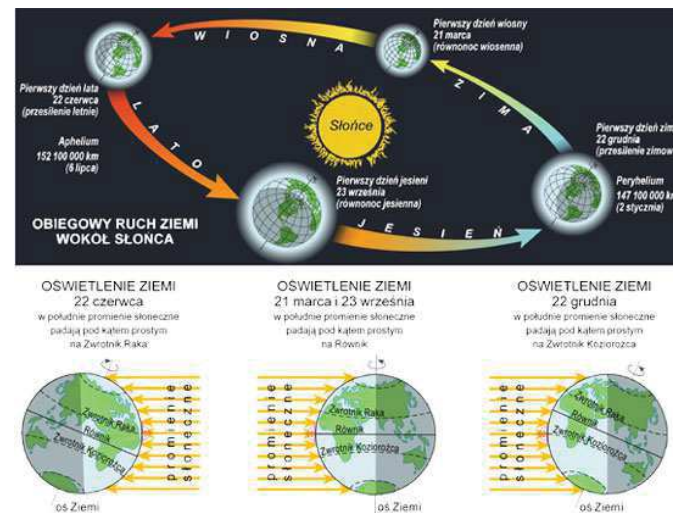 Pierwszy dzień wiosny
21 marca
(równonoc wiosenna)
WIOSNA
Pierwszy dzień lata
22 czerwca
(przesilenie letnie)
Aphelium
152 100 000 km
(6 lipca)
LATO
Słońce
ZIMA
Pierwszy dzień zim
22 grudnia
(przesilenie zimow
Peryhelium
147 100 000 k
(2 stycznia)
Pierwszy dzień jesieni
23 września
(równonoc jesienna)
JESIEŃ
OBIEGOWY RUCH ZIEMI
WOKÓŁ SŁOŃCA
OŚWIETLENIE ZIEMI
22 czerwca
w południe promienie słoneczne
padają pod kątem prostym
na Zwrotnik Raka
Zwrotnik Raka
Równik
Zwrotnik Koziorożca
promienie
słoneczne
oś Ziemi
OŚWIETLENIE ZIEMI
21 marca i 23 września
w południe promienie słoneczne
padają pod kątem prostym
na Równik
promienie
słoneczne
Zwrotnik Raka
Równik
Zwrotnik Koziorożca
oś Ziemi
OŚWIETLENIE ZIEMI
22 grudnia
w południe promienie słoneczne
padają pod kątem prostym
na Zwrotnik Koziorożca
promienie
słoneczne
Zwrotnik Raka
Równik
Zwrotnik Koziorożca
oś Ziemi